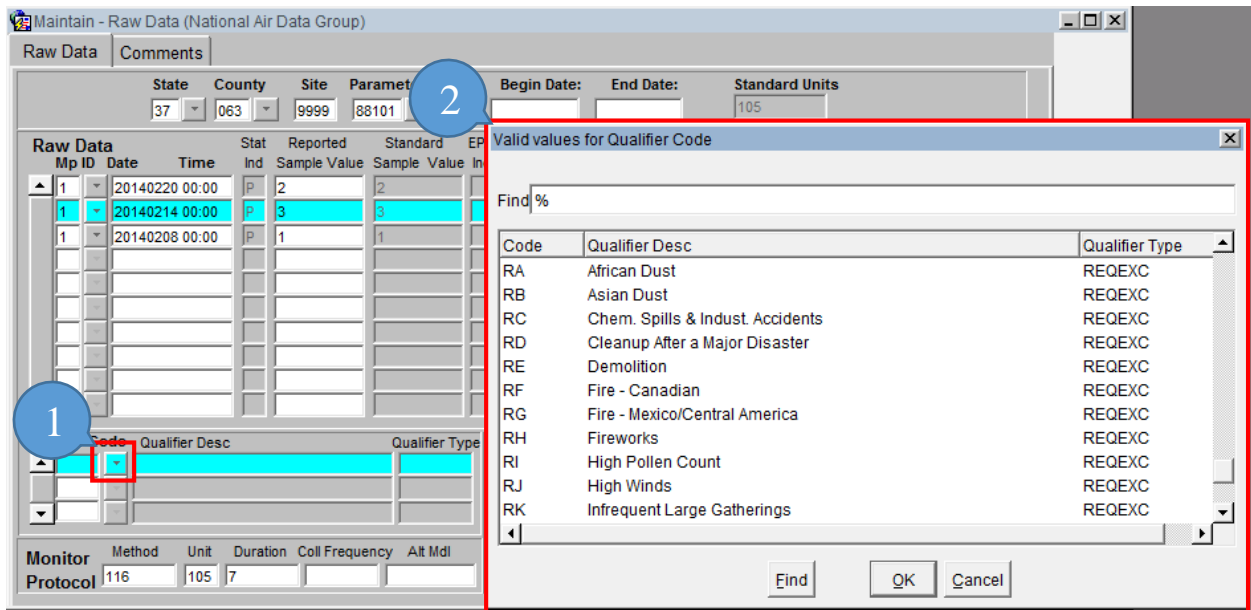 Maintain - Raw Data (National Air Data Group)
Raw Data Comments
State County Site Paramet Begin Date: End Date: Standard Units
37 063 9999 88101 105
2
Raw Data Stat Reported Standard EP
Mp ID Date Time Ind Sample Value Sample Value In
1 20140220 00:00 P 2 2
1 20140214 00:00 P 3 3
1 20140208 00:00 P 1 1
1
Code Qualifier Desc Qualifier Type
Monitor Protocol
Method Unit Duration Coll Frequency Alt Mdl
116 105 7
Valid values for Qualifier Code
Find %
Code Qualifier Desc Qualifier Type
RA African Dust REQEXC
RB Asian Dust REQEXC
RC Chem. Spills & Indust. Accidents REQEXC
RD Cleanup After a Major Disaster REQEXC
RE Demolition REQEXC
RF Fire - Canadian REQEXC
RG Fire - Mexico/Central America REQEXC
RH Fireworks REQEXC
RI High Pollen Count REQEXC
RJ High Winds REQEXC
RK Infrequent Large Gatherings REQEXC
Find OK Cancel